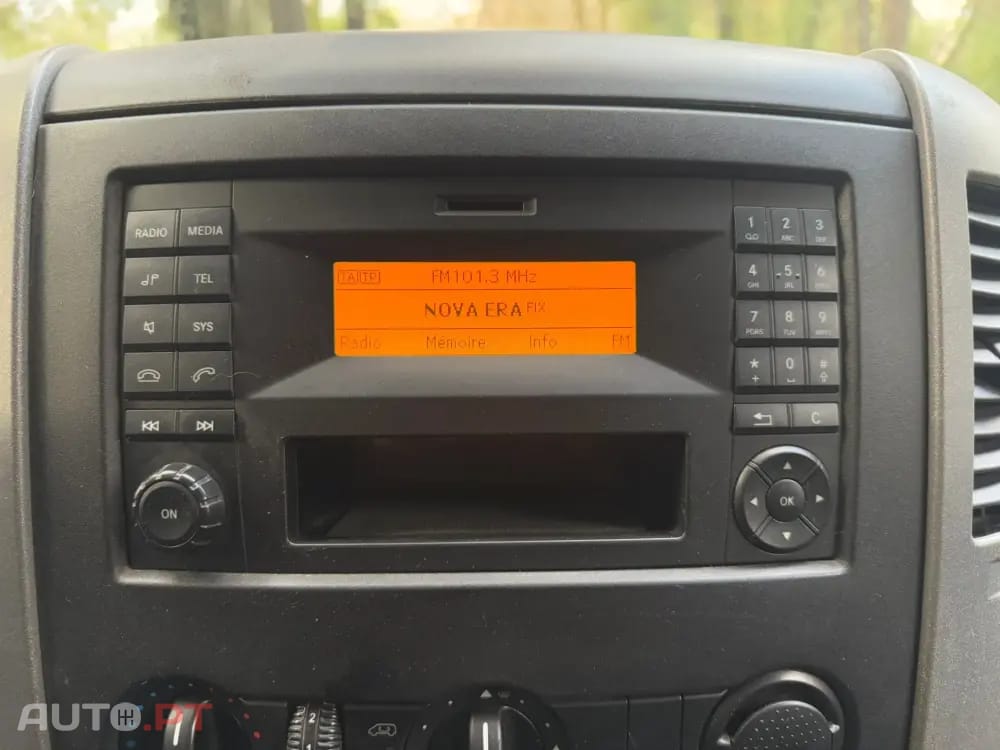 RADIO MEDIA
TEL
SYS
ON
TA TP FM101.3 MHz
NOVA ERA FIX
Radio Mémoire Info FM
1 2 ABC 3 DEF
4 GHI 5 JKL 6 MNO
7 PQRS 8 TUV 9 WXYZ
* + 0 #
C
OK
2
1
AUTO.PT